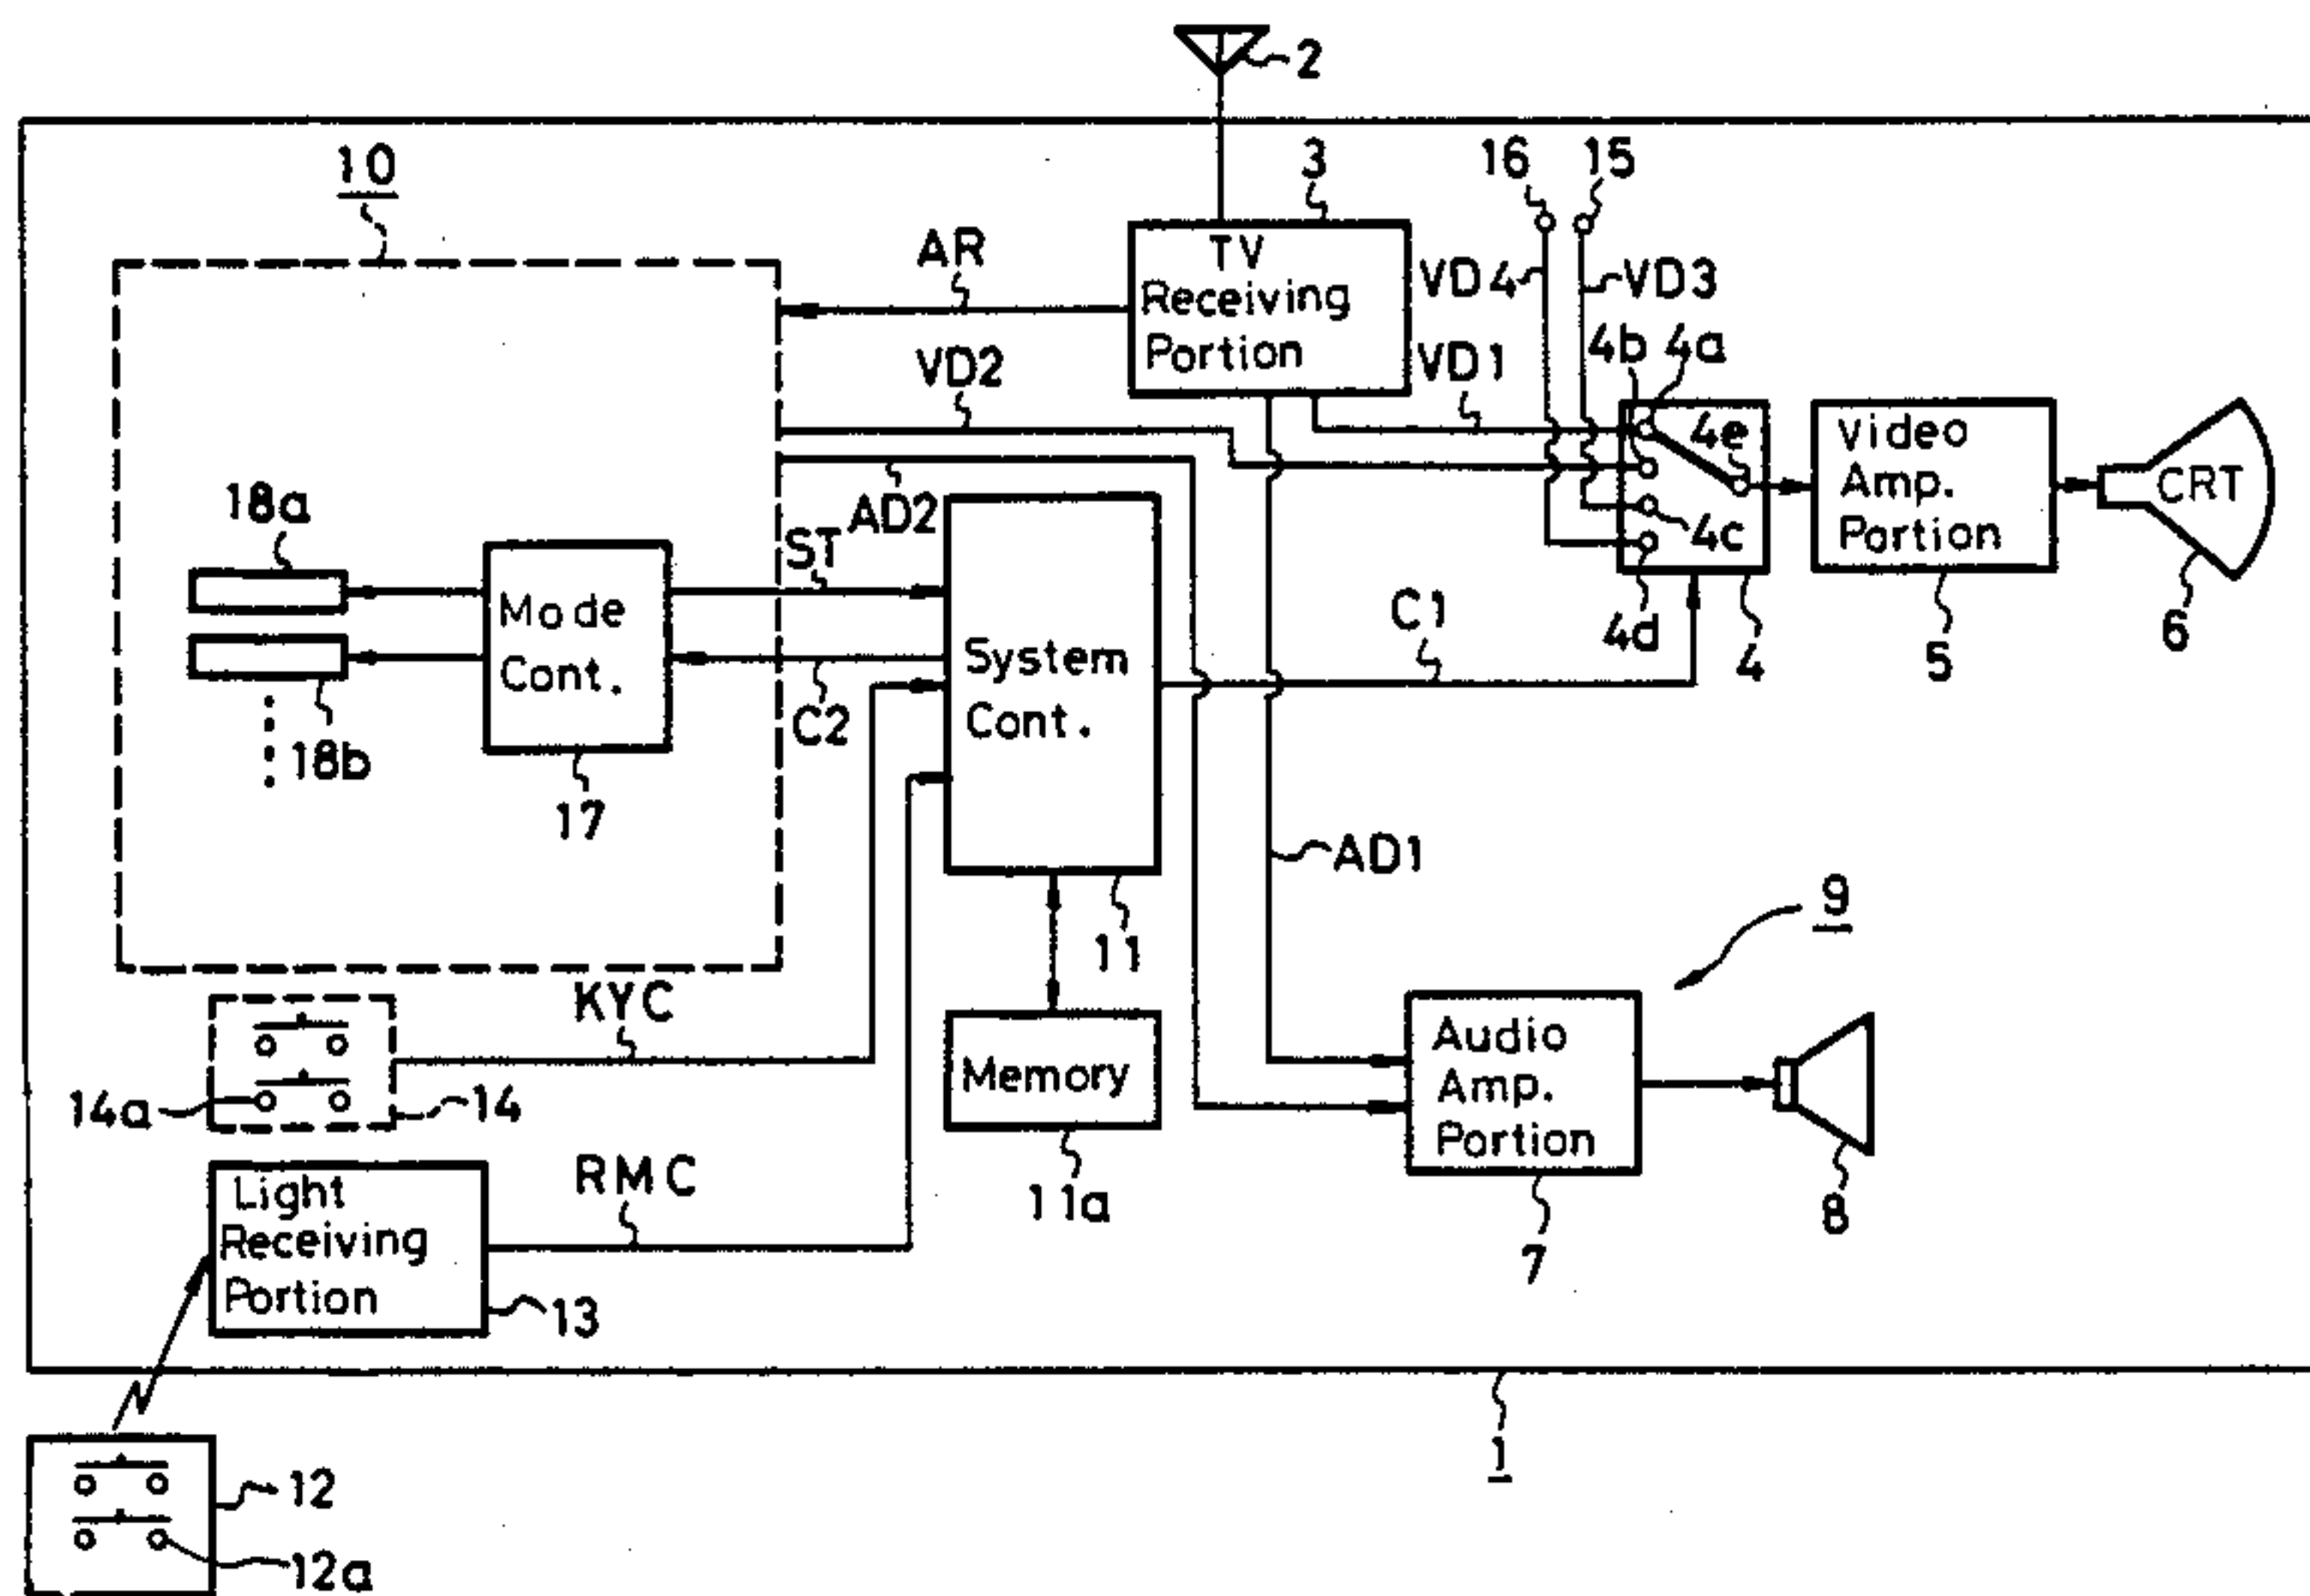 2
10
3
16
15
AR
TV
Receiving
Portion
VD4
VD3
VD2
VD1
4b
4a
4e
Video
Amp.
Portion
CRT
18a
AD2
ST
4c
Mode
Cont.
System
Cont.
C1
4d
4
5
6
C2
18b
17
AD1
9
11
KYC
Audio
Amp.
Portion
Memory
14a
14
RMC
11a
8
Light
Receiving
Portion
7
13
1
12
12a